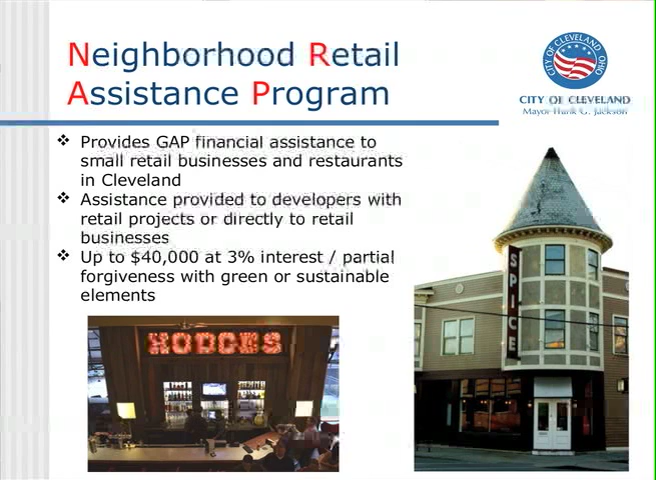 Neighborhood Retail
Assistance Program
CITY OF CLEVELAND OHIO
CITY OF CLEVELAND
Mayor Frank G. Jackson
❖ Provides GAP financial assistance to
small retail businesses and restaurants
in Cleveland
❖ Assistance provided to developers with
retail projects or directly to retail
businesses
❖ Up to $40,000 at 3% interest / partial
forgiveness with green or sustainable
elements
HODGES
SPICE